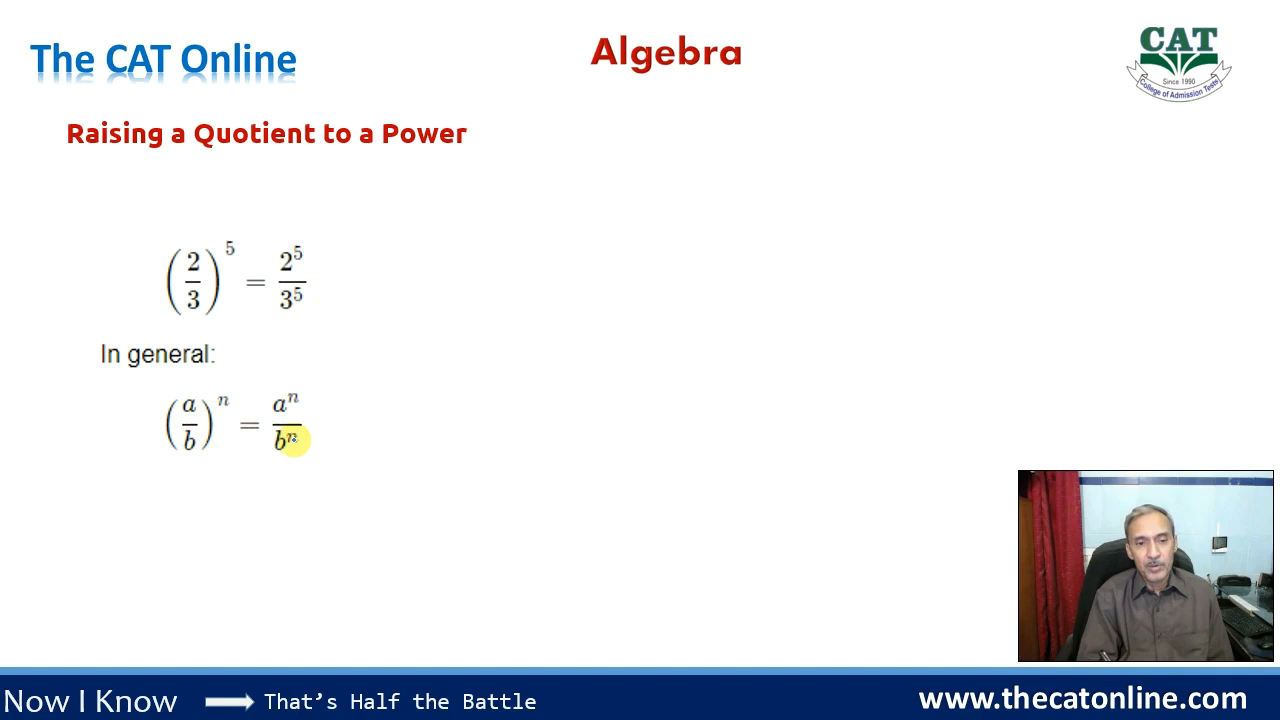 The CAT Online
Algebra
CAT
Since 1990
College of Admission Tests
Raising a Quotient to a Power
(2/3)^5 = 2^5/3^5
In general:
(a/b)^n = a^n/b^n
Now I Know
That's Half the Battle
www.thecatonline.com